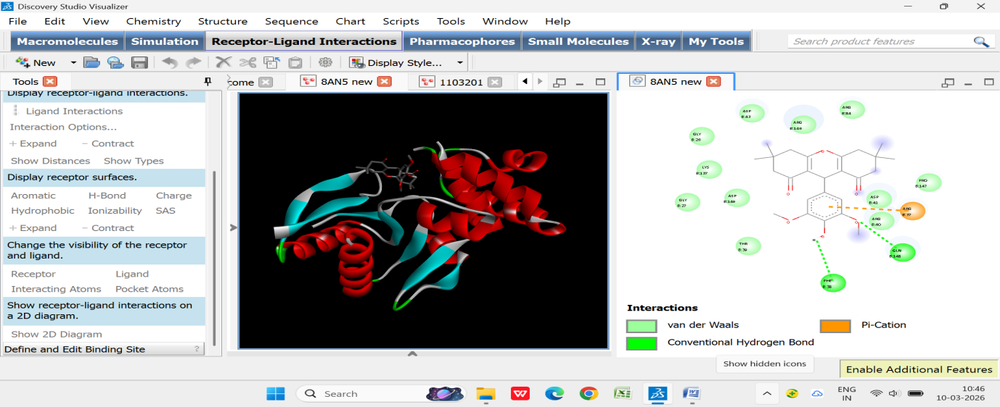 Discovery Studio Visualizer
File Edit View Chemistry Structure Sequence Chart Scripts Tools Window Help
Macromolecules Simulation Receptor-Ligand Interactions Pharmacophores Small Molecules X-ray My Tools Search product features
New Display Style...
Tools come 8AN5 new 1103201 8AN5 new
Display receptor-ligand interactions.
Ligand Interactions
Interaction Options...
+ Expand − Contract
Show Distances Show Types
Display receptor surfaces.
Aromatic H-Bond Charge
Hydrophobic Ionizability SAS
+ Expand − Contract
Change the visibility of the receptor
and ligand.
Receptor Ligand
Interacting Atoms Pocket Atoms
Show receptor-ligand interactions on
a 2D diagram.
Show 2D Diagram
Define and Edit Binding Site ?
ASP
B:43
ARG
B:149
ARG
B:84
GLY
B:26
LYS
B:137
PRO
B:147
GLY
B:27
ASP
ASP
B:41
ARG
B:37
ARG
B:40
THR
B:39
GLN
B:148
PHE
B:38
H
O
O
O
O
O
O
Interactions
van der Waals
Conventional Hydrogen Bond
Pi-Cation
Show hidden icons
Enable Additional Features
Search
ENG
IN
10:46
10-03-2026